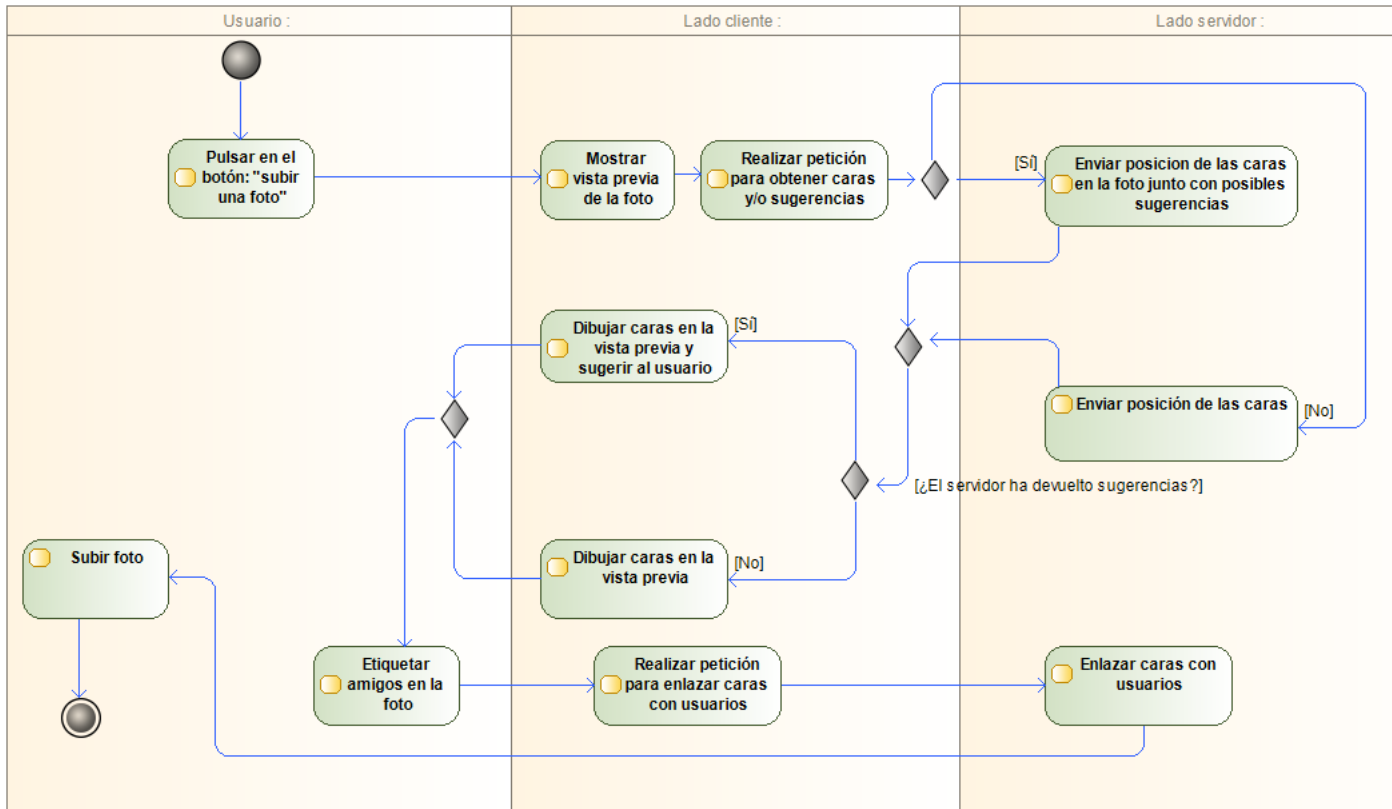 Usuario :
Lado cliente :
Lado servidor :
Pulsar en el
botón: "subir
una foto"
Mostrar
vista previa
de la foto
Realizar petición
para obtener caras
y/o sugerencias
[Sí]
Enviar posicion de las caras
en la foto junto con posibles
sugerencias
Dibujar caras en la
vista previa y
sugerir al usuario
[Sí]
Enviar posición de las caras
[No]
[¿El servidor ha devuelto sugerencias?]
Subir foto
Dibujar caras en la
vista previa
[No]
Etiquetar
amigos en la
foto
Realizar petición
para enlazar caras
con usuarios
Enlazar caras con
usuarios